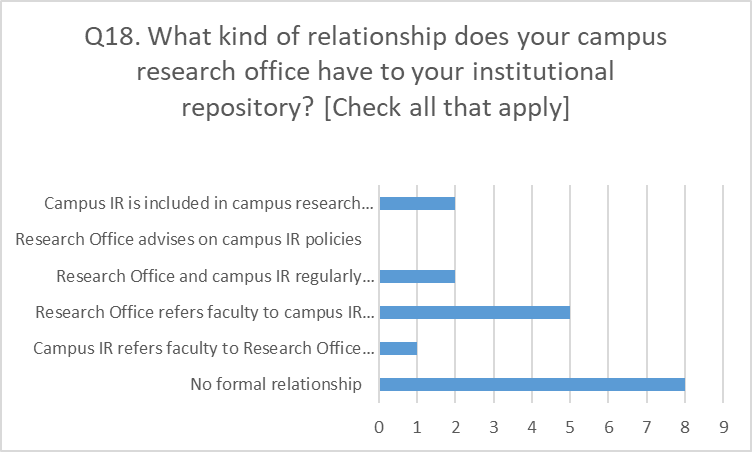 Q18. What kind of relationship does your campus
research office have to your institutional
repository? [Check all that apply]
Campus IR is included in campus research...
Research Office advises on campus IR policies
Research Office and campus IR regularly...
Research Office refers faculty to campus IR...
Campus IR refers faculty to Research Office...
No formal relationship
0 1 2 3 4 5 6 7 8 9